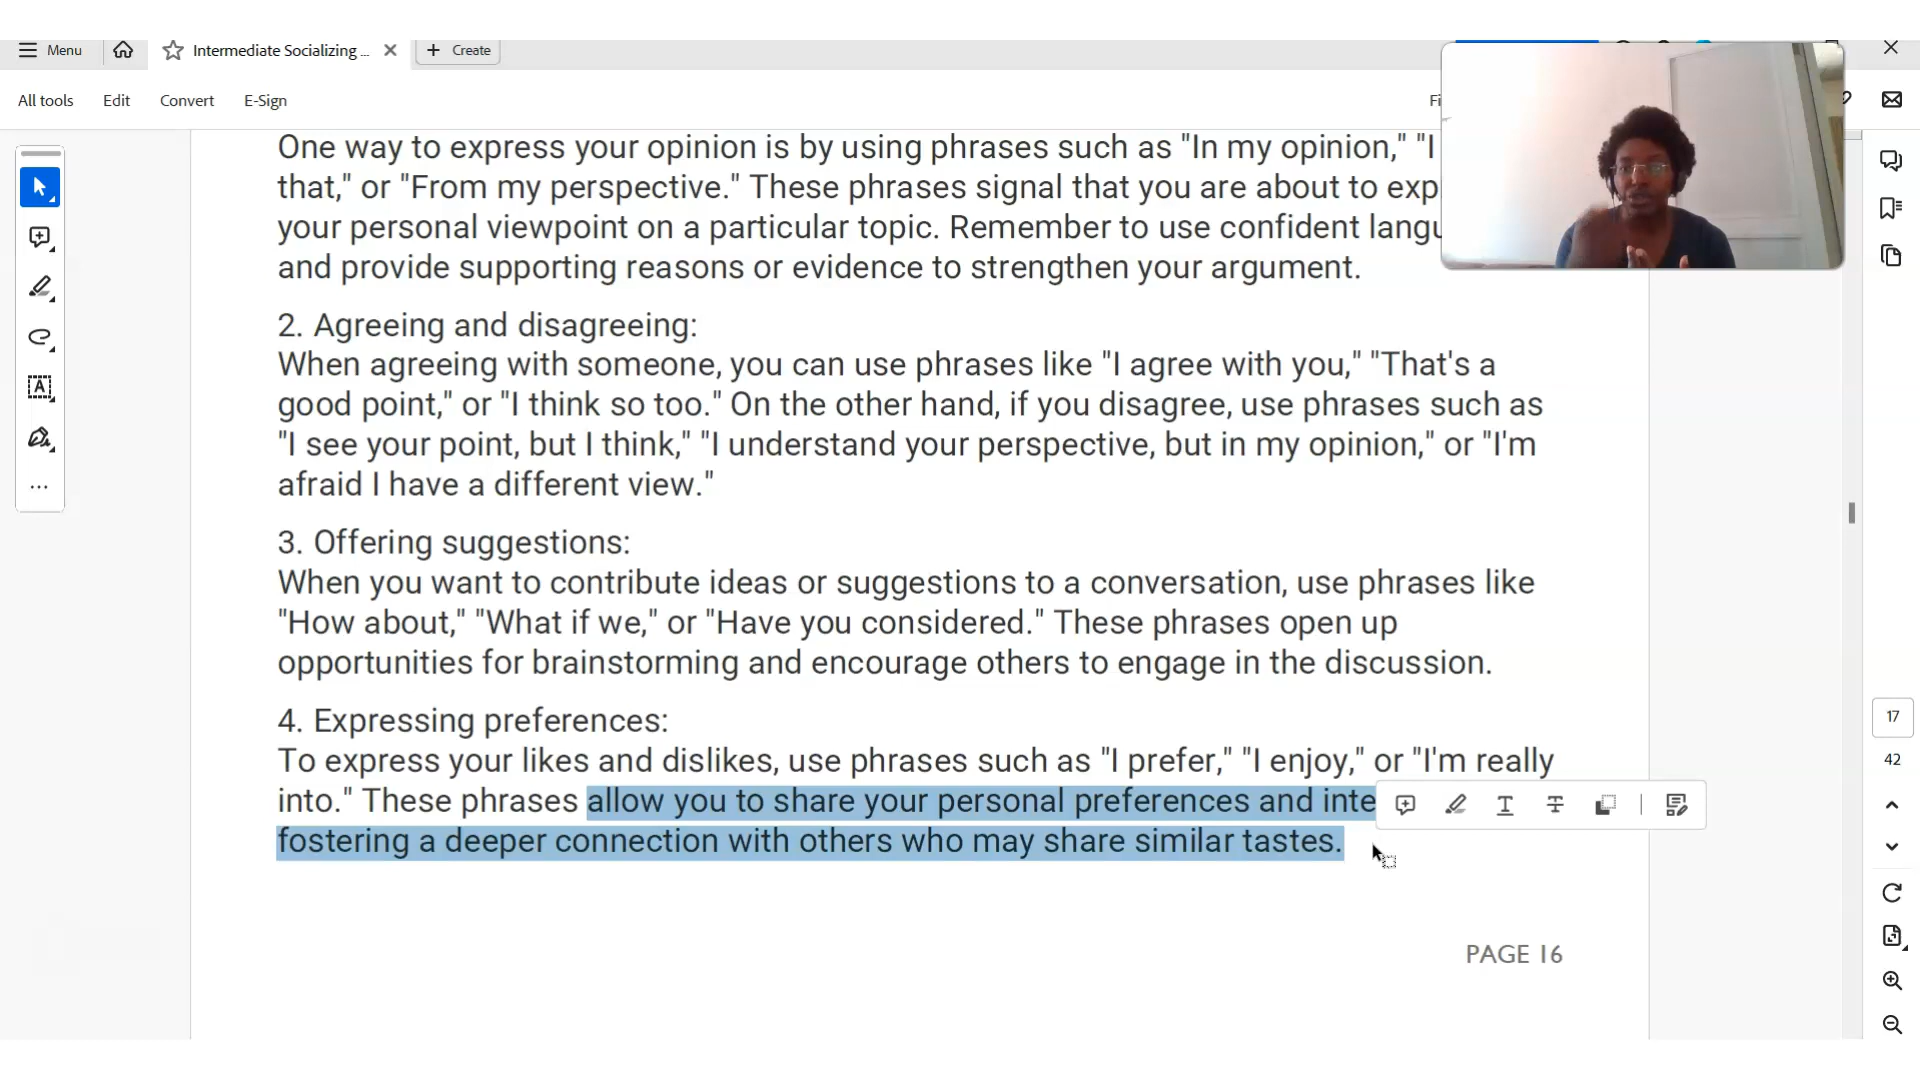 Menu
Intermediate Socializing ...
Create
All tools
Edit
Convert
E-Sign
Fi
One way to express your opinion is by using phrases such as "In my opinion," "I
that," or "From my perspective." These phrases signal that you are about to exp
your personal viewpoint on a particular topic. Remember to use confident langu
and provide supporting reasons or evidence to strengthen your argument.
2. Agreeing and disagreeing:
When agreeing with someone, you can use phrases like "I agree with you," "That's a
good point," or "I think so too." On the other hand, if you disagree, use phrases such as
"I see your point, but I think," "I understand your perspective, but in my opinion," or "I'm
afraid I have a different view."
3. Offering suggestions:
When you want to contribute ideas or suggestions to a conversation, use phrases like
"How about," "What if we," or "Have you considered." These phrases open up
opportunities for brainstorming and encourage others to engage in the discussion.
4. Expressing preferences:
To express your likes and dislikes, use phrases such as "I prefer," "I enjoy," or "I'm really
into." These phrases allow you to share your personal preferences and inte
fostering a deeper connection with others who may share similar tastes.
PAGE 16
17
42